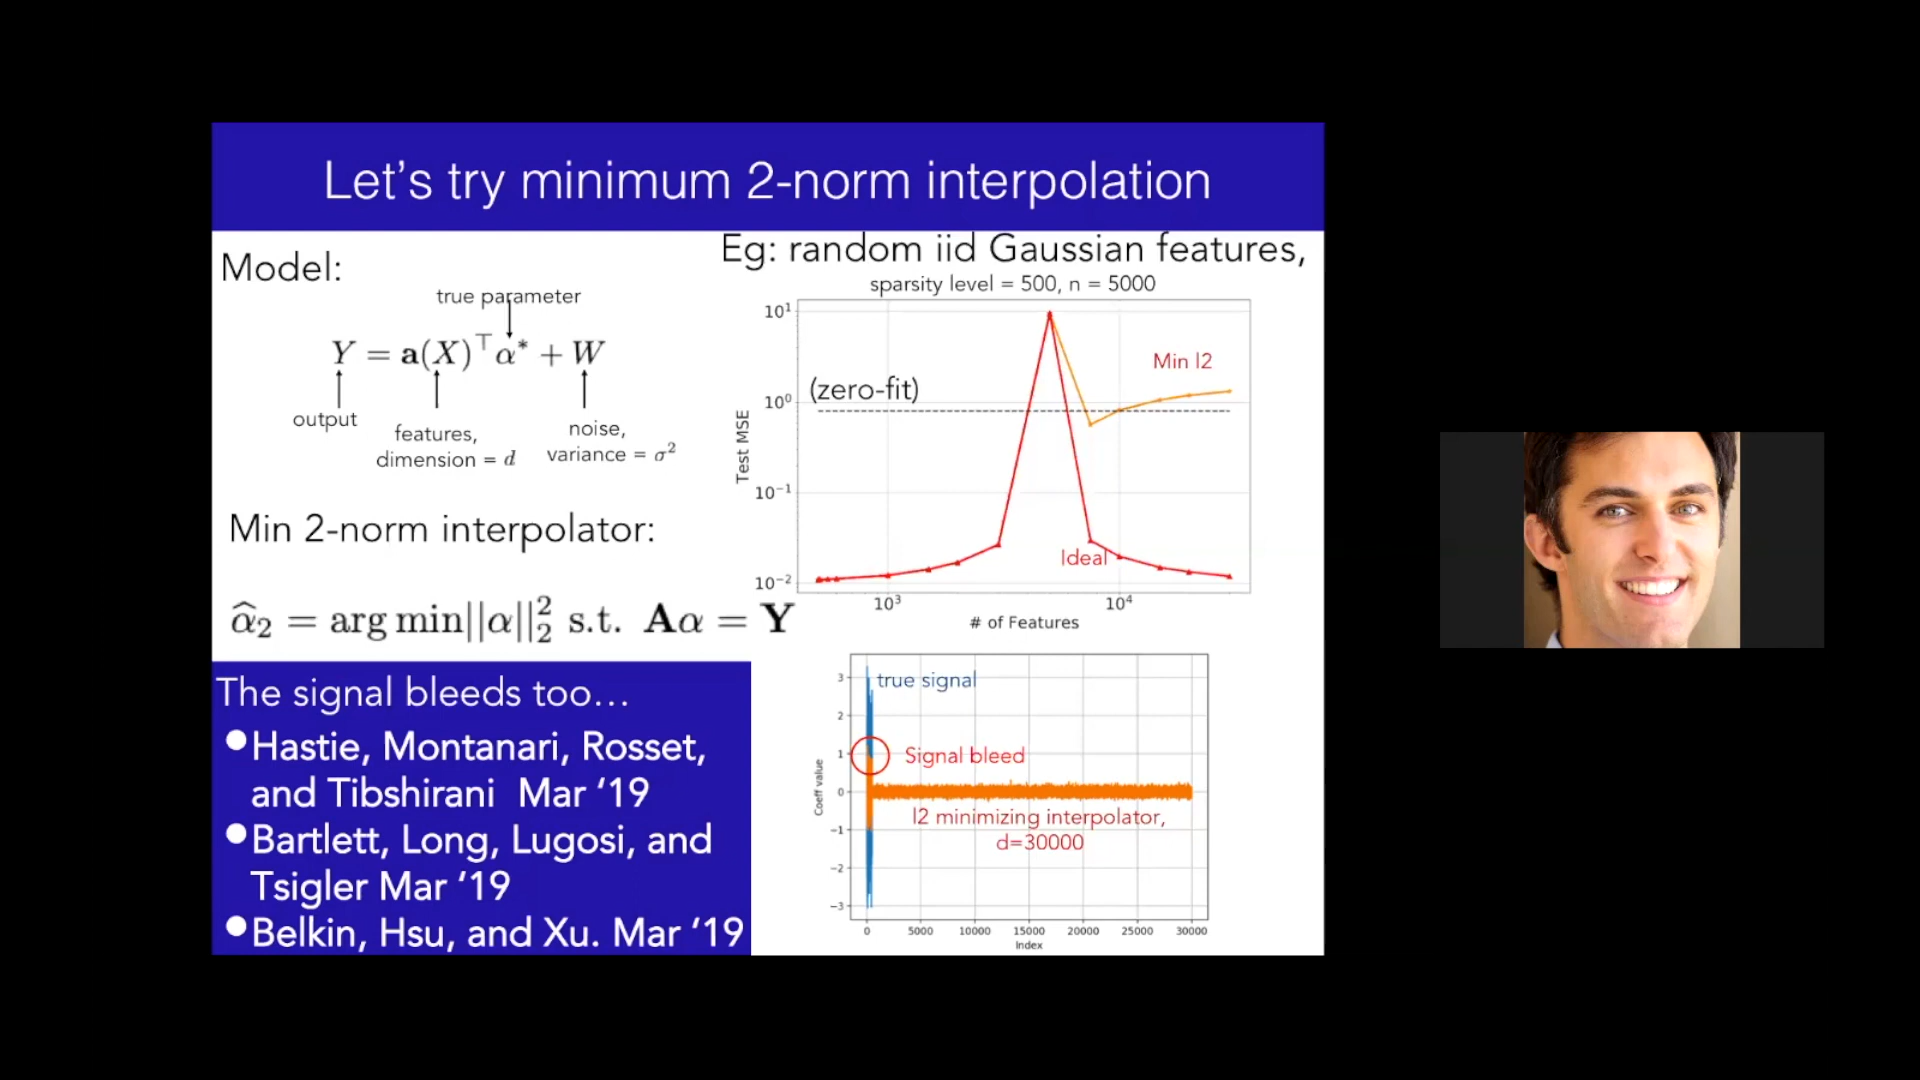 Let's try minimum 2-norm interpolation
Model:
true parameter
Y = a(X)⊤α* + W
output
features,
dimension = d
noise,
variance = σ²
Min 2-norm interpolator:
α̂₂ = arg min||α||₂² s.t. Aα = Y
The signal bleeds too...
•Hastie, Montanari, Rosset,
and Tibshirani Mar '19
•Bartlett, Long, Lugosi, and
Tsigler Mar '19
•Belkin, Hsu, and Xu. Mar '19
Eg: random iid Gaussian features,
sparsity level = 500, n = 5000
10¹
10⁰
10⁻¹
10⁻²
Test MSE
(zero-fit)
Min l2
Ideal
10³ 10⁴
# of Features
3
2
1
0
−1
−2
−3
Coeff value
true signal
Signal bleed
l2 minimizing interpolator,
d=30000
0 5000 10000 15000 20000 25000 30000
Index